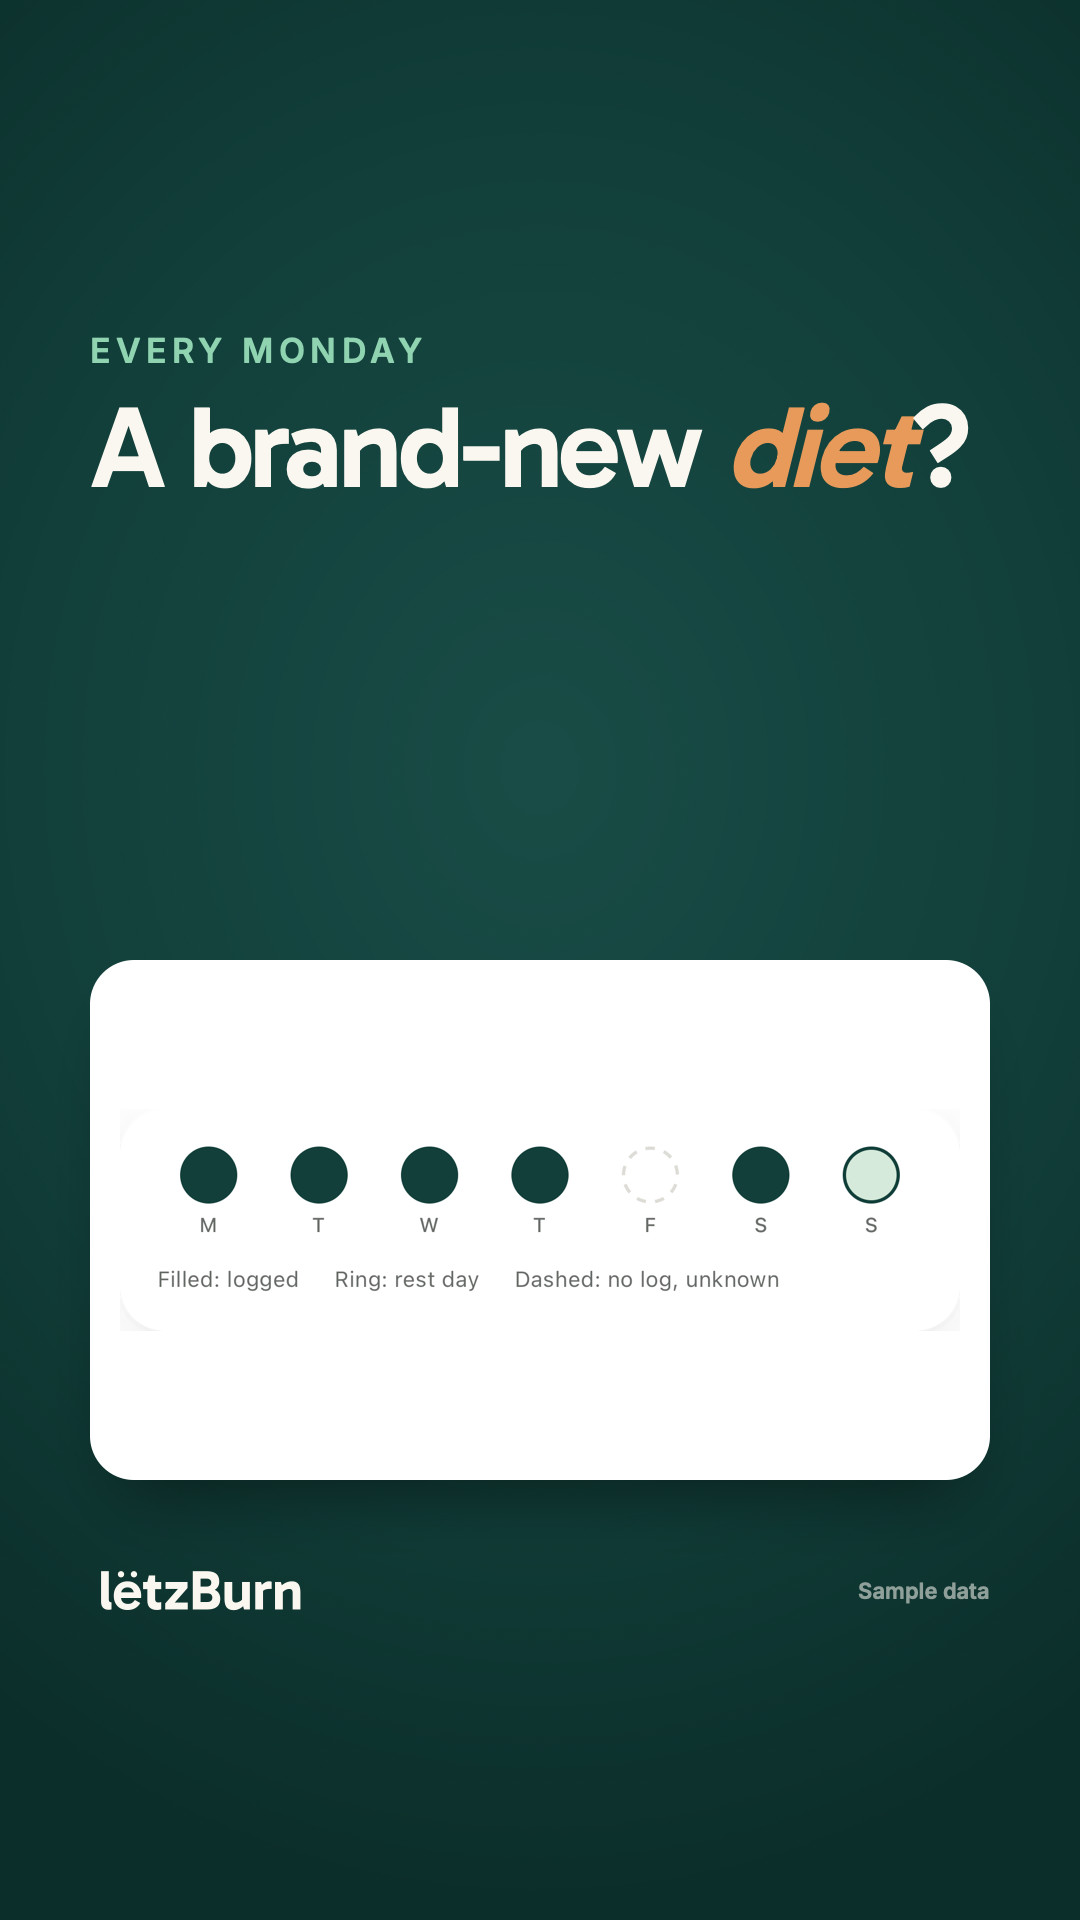 EVERY MONDAY
A brand-new diet?
M T W T F S S
Filled: logged Ring: rest day Dashed: no log, unknown
lëtzBurn
Sample data